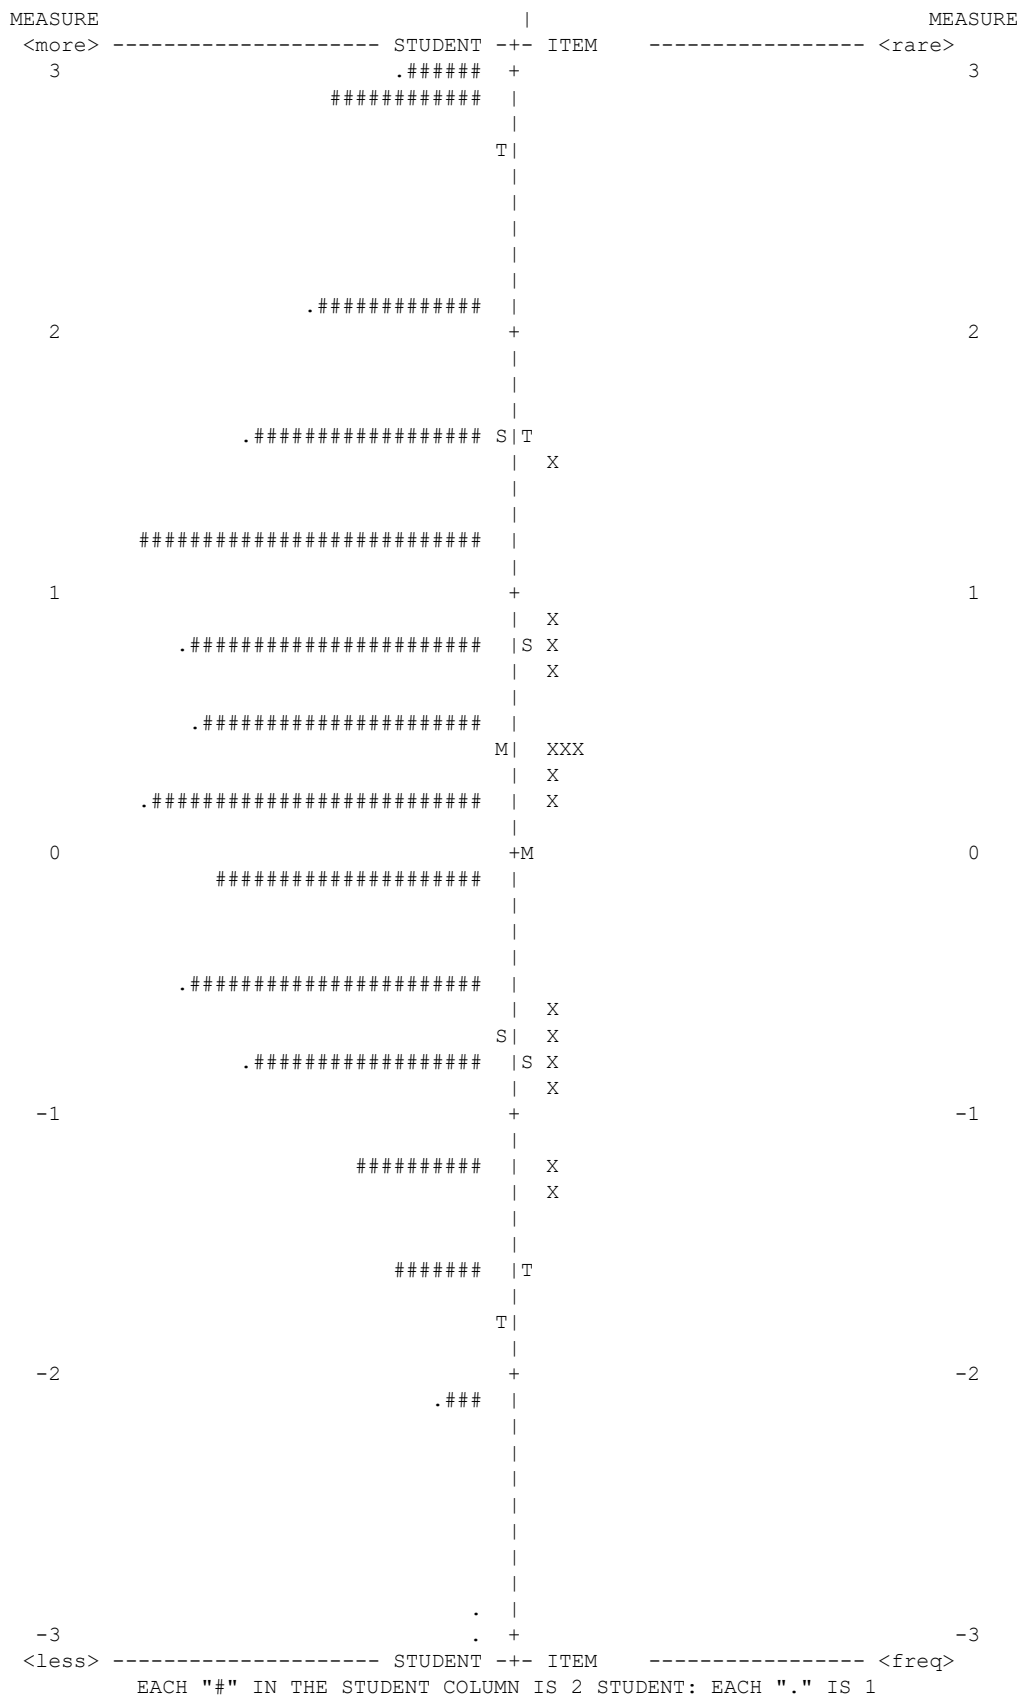 MEASURE | MEASURE
<more> --------------------- STUDENT -+- ITEM ----------------- <rare>
3 .###### + 3
############ |
|
T|
|
|
|
|
|
.############# |
2 + 2
|
|
|
.################## S|T
| X
|
|
########################### |
|
1 + 1
| X
.####################### |S X
| X
|
.###################### |
M| XXX
| X
.########################## | X
|
0 +M 0
##################### |
|
|
|
.####################### |
| X
S| X
.################## |S X
| X
-1 + -1
|
########## | X
| X
|
|
####### |T
|
T|
|
-2 + -2
.### |
|
|
|
|
|
|
|
. |
-3 . + -3
<less> --------------------- STUDENT -+- ITEM ----------------- <freq>
EACH "#" IN THE STUDENT COLUMN IS 2 STUDENT: EACH "." IS 1